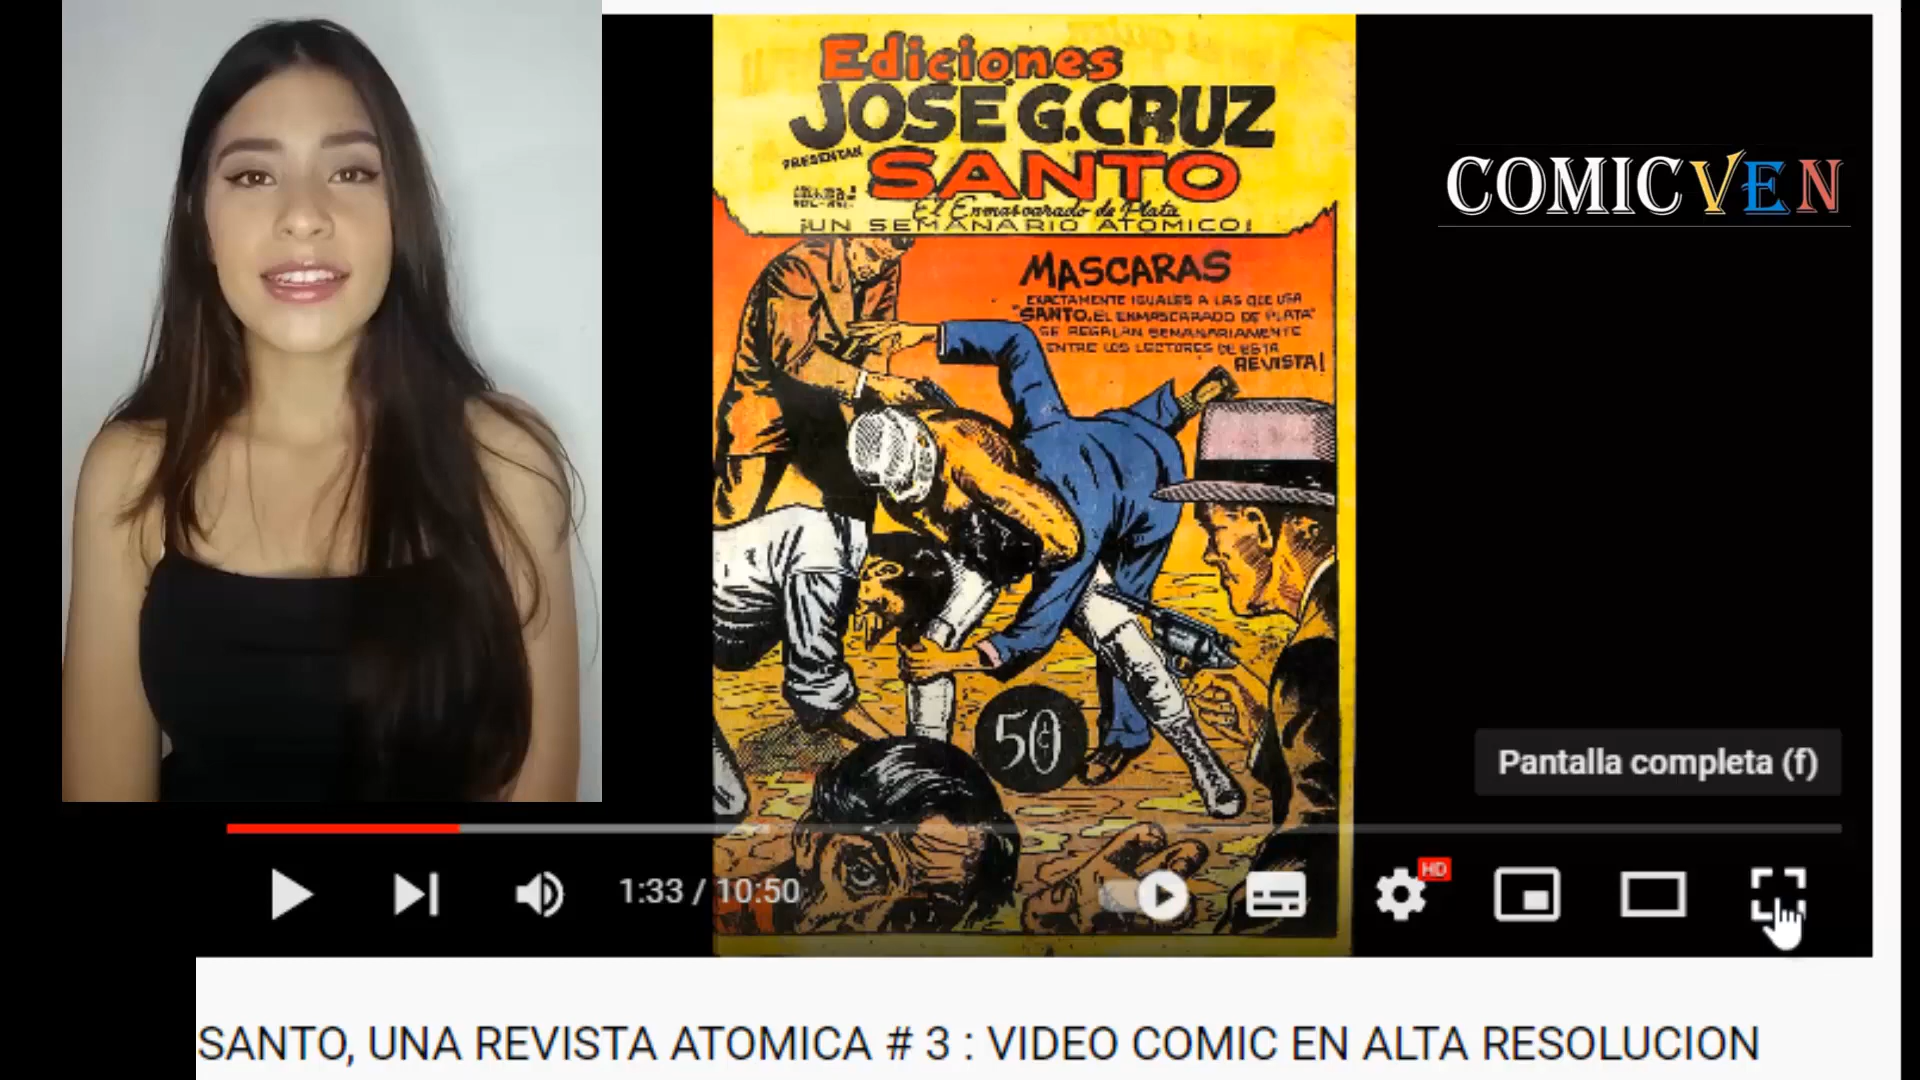 Ediciones
JOSE G. CRUZ
PRESENTAN
SANTO
El Enmascarado de Plata
¡UN SEMANARIO ATOMICO!
MASCARAS
EXACTAMENTE IGUALES A LAS QUE USA
"SANTO, EL ENMASCARADO DE PLATA"
SE REGALAN SEMANARIAMENTE
ENTRE LOS LECTORES DE ESTA
REVISTA!
50¢
COMICVEN
Pantalla completa (f)
1:33 / 10:50
HD
SANTO, UNA REVISTA ATOMICA # 3 : VIDEO COMIC EN ALTA RESOLUCION